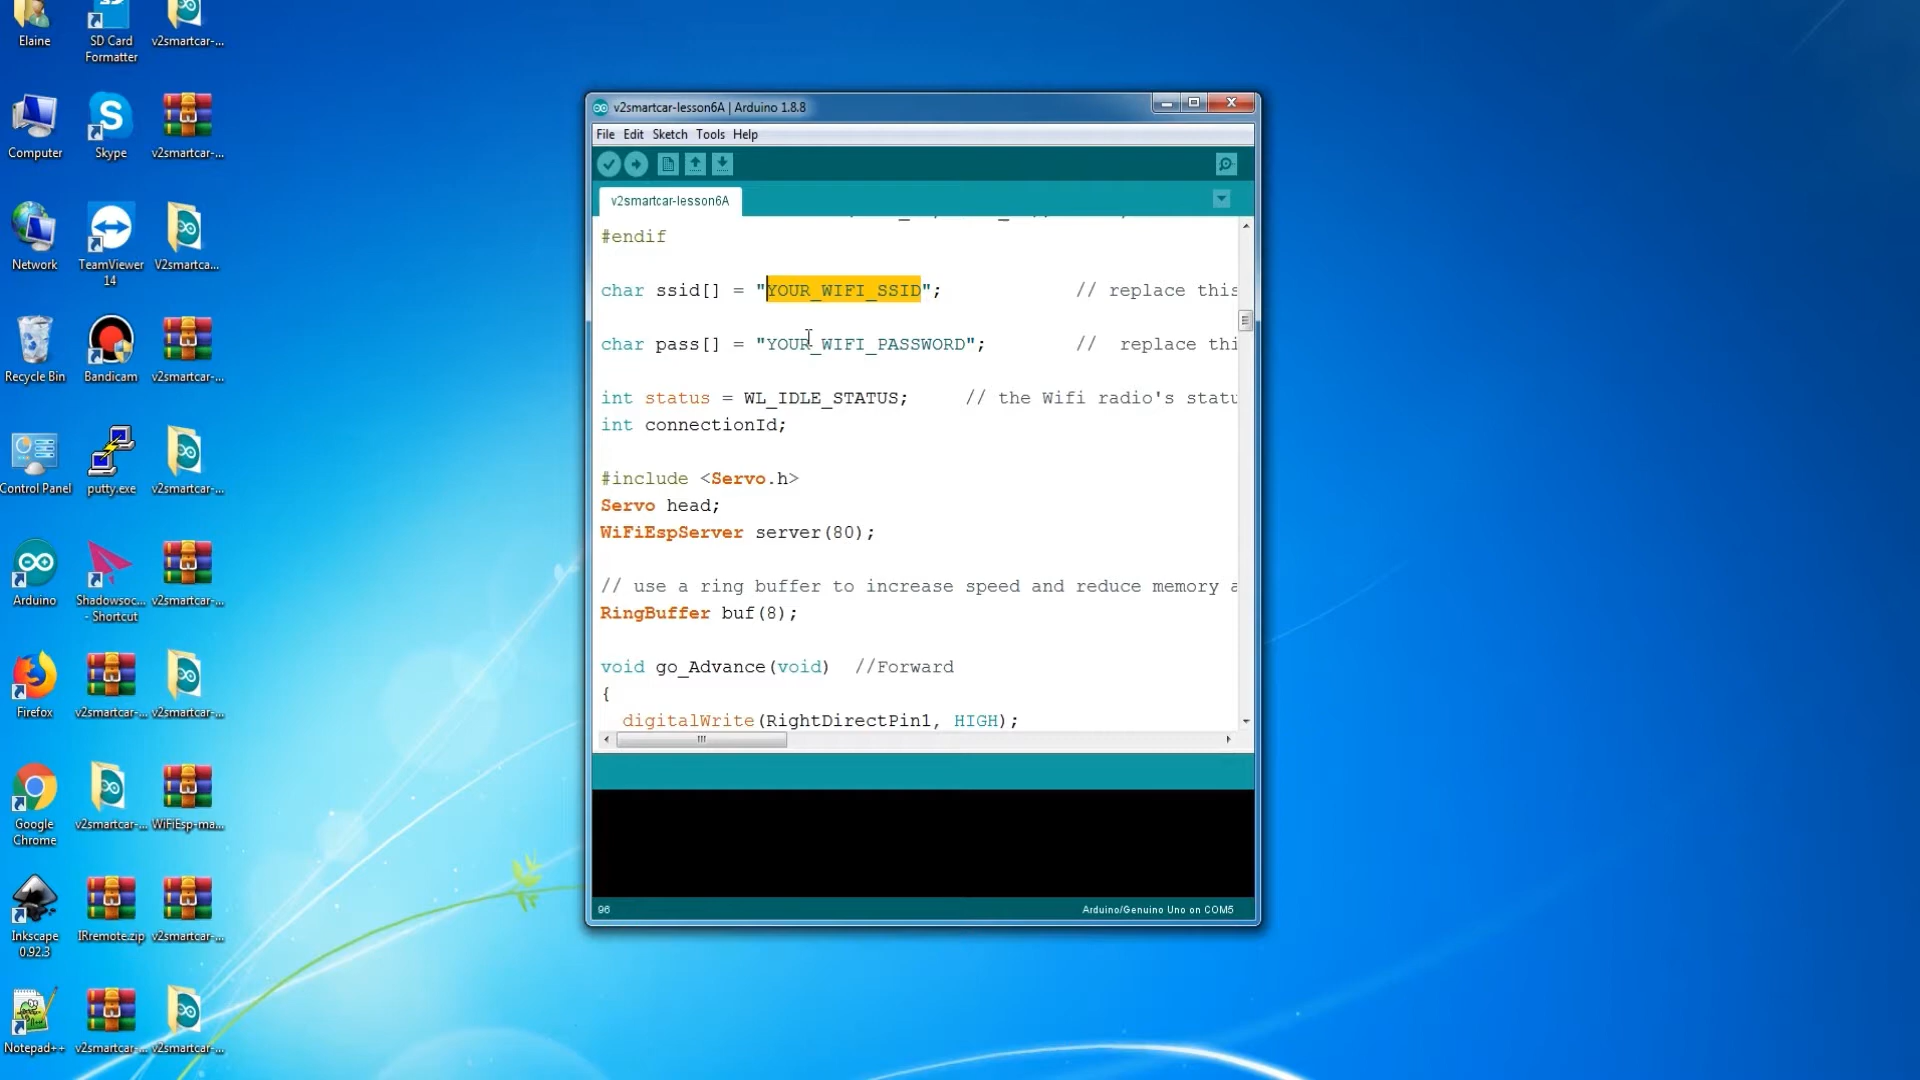 Elaine
SD Card
Formatter
v2smartcar-...
Computer
Skype
v2smartcar-...
Network
TeamViewer
14
V2smartca...
Recycle Bin
Bandicam
v2smartcar-...
Control Panel
putty.exe
v2smartcar-...
Arduino
Shadowsoc...
- Shortcut
v2smartcar-...
Firefox
v2smartcar-...
v2smartcar-...
Google
Chrome
v2smartcar-...
WiFiEsp-ma...
Inkscape
0.92.3
IRremote.zip
v2smartcar-...
Notepad++
v2smartcar-...
v2smartcar-...
v2smartcar-lesson6A | Arduino 1.8.8
File Edit Sketch Tools Help
v2smartcar-lesson6A
#endif
char ssid[] = "YOUR_WIFI_SSID"; // replace this
char pass[] = "YOUR_WIFI_PASSWORD"; // replace thi
int status = WL_IDLE_STATUS; // the Wifi radio's statu
int connectionId;
#include <Servo.h>
Servo head;
WiFiEspServer server(80);
// use a ring buffer to increase speed and reduce memory a
RingBuffer buf(8);
void go_Advance(void) //Forward
{
digitalWrite(RightDirectPin1, HIGH);
96
Arduino/Genuino Uno on COM5